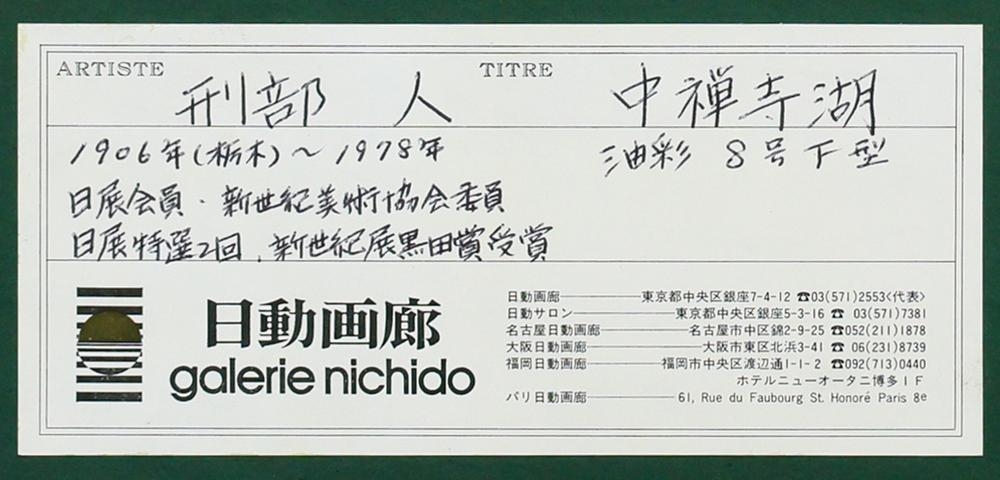 ARTISTE 刑部 人 TITRE 中禅寺湖
1906年(栃木)～1978年 油彩 8号F型
日展会員・新世紀美術協会委員
日展特選2回、新世紀展黒田賞受賞
日動画廊
galerie nichido
日動画廊 東京都中央区銀座7-4-12 ☎03(571)2553<代表>
日動サロン 東京都中央区銀座5-3-16 ☎ 03(571)7381
名古屋日動画廊 名古屋市中区錦2-9-25 ☎052(211)1878
大阪日動画廊 大阪市東区北浜3-41 ☎ 06(231)8739
福岡日動画廊 福岡市中央区渡辺通1-1-2 ☎092(713)0440
ホテルニューオータニ博多1F
パリ日動画廊 61, Rue du Faubourg St. Honoré Paris 8e